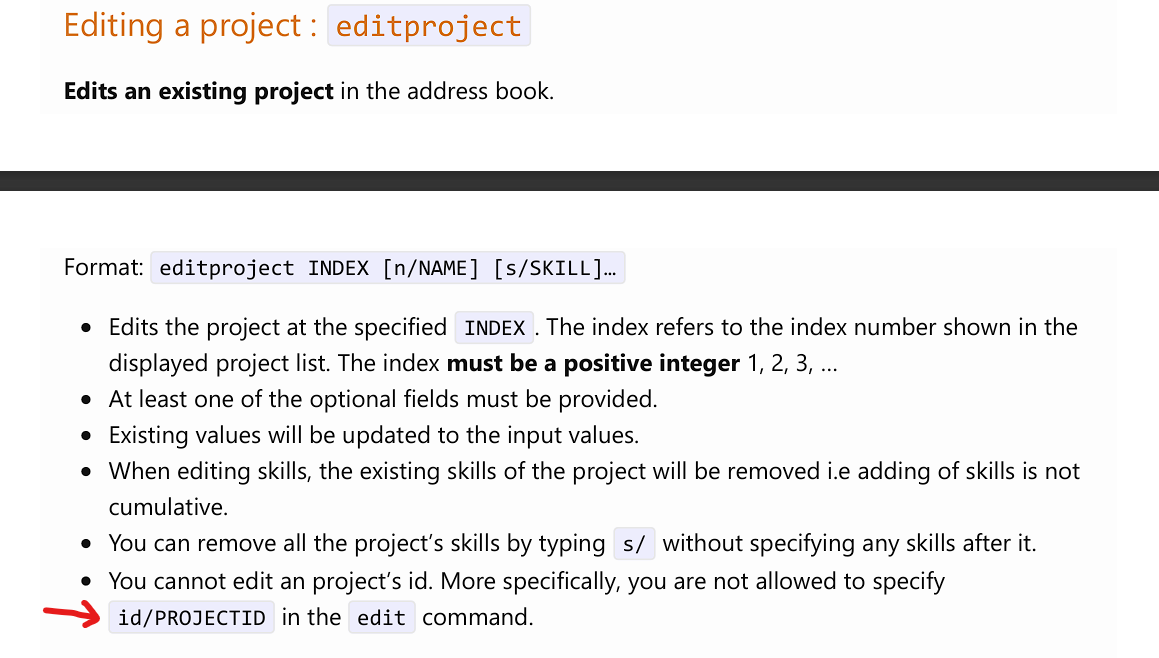 Editing a project : editproject
Edits an existing project in the address book.
Format: editproject INDEX [n/NAME] [s/SKILL]…
• Edits the project at the specified INDEX. The index refers to the index number shown in the
displayed project list. The index must be a positive integer 1, 2, 3, …
• At least one of the optional fields must be provided.
• Existing values will be updated to the input values.
• When editing skills, the existing skills of the project will be removed i.e adding of skills is not
cumulative.
• You can remove all the project’s skills by typing s/ without specifying any skills after it.
• You cannot edit an project’s id. More specifically, you are not allowed to specify
id/PROJECTID in the edit command.